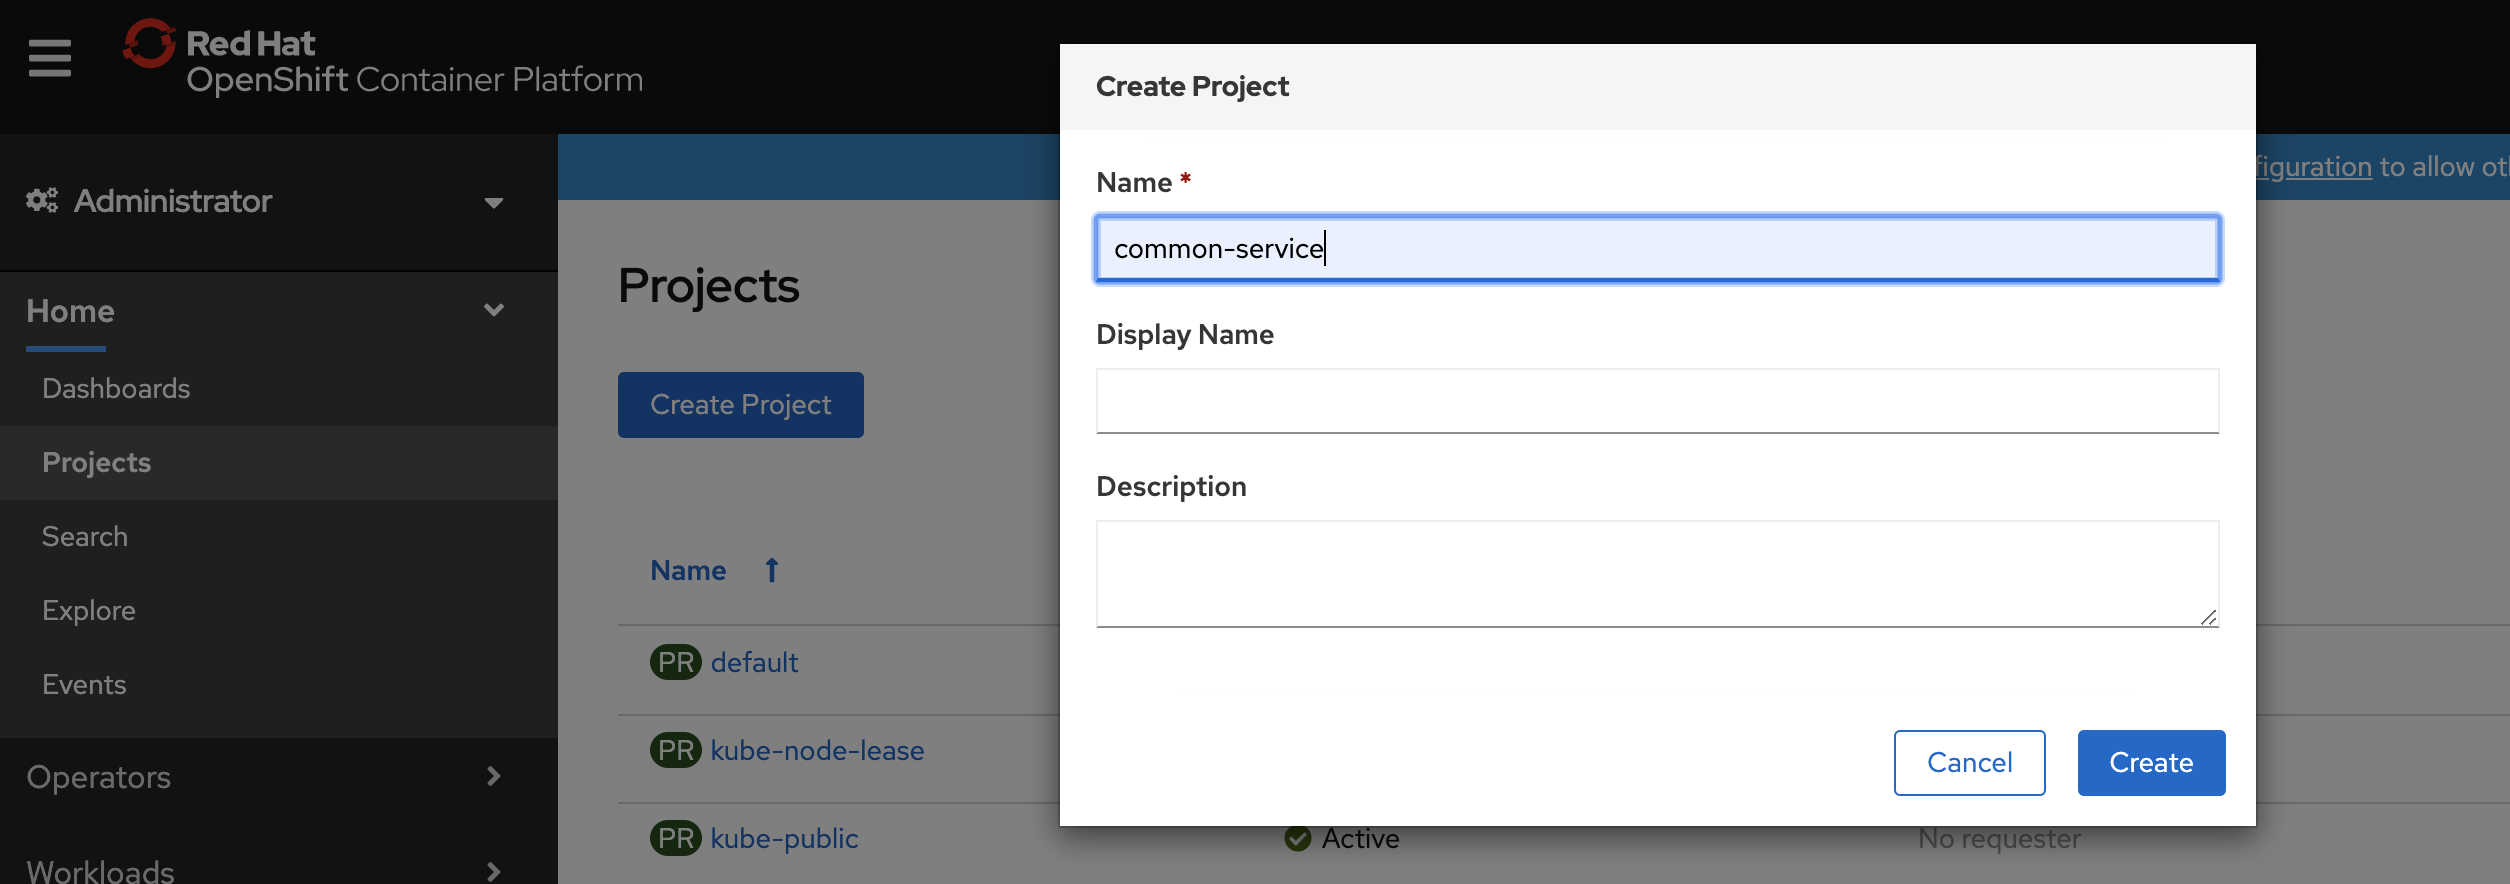 Red Hat
OpenShift Container Platform
Administrator
Home
Dashboards
Projects
Search
Explore
Events
Operators
Workloads
figuration to allow
Projects
Create Project
Name
PR default
PR kube-node-lease
PR kube-public
Active
No requester
Create Project
Name *
common-service
Display Name
Description
Cancel
Create